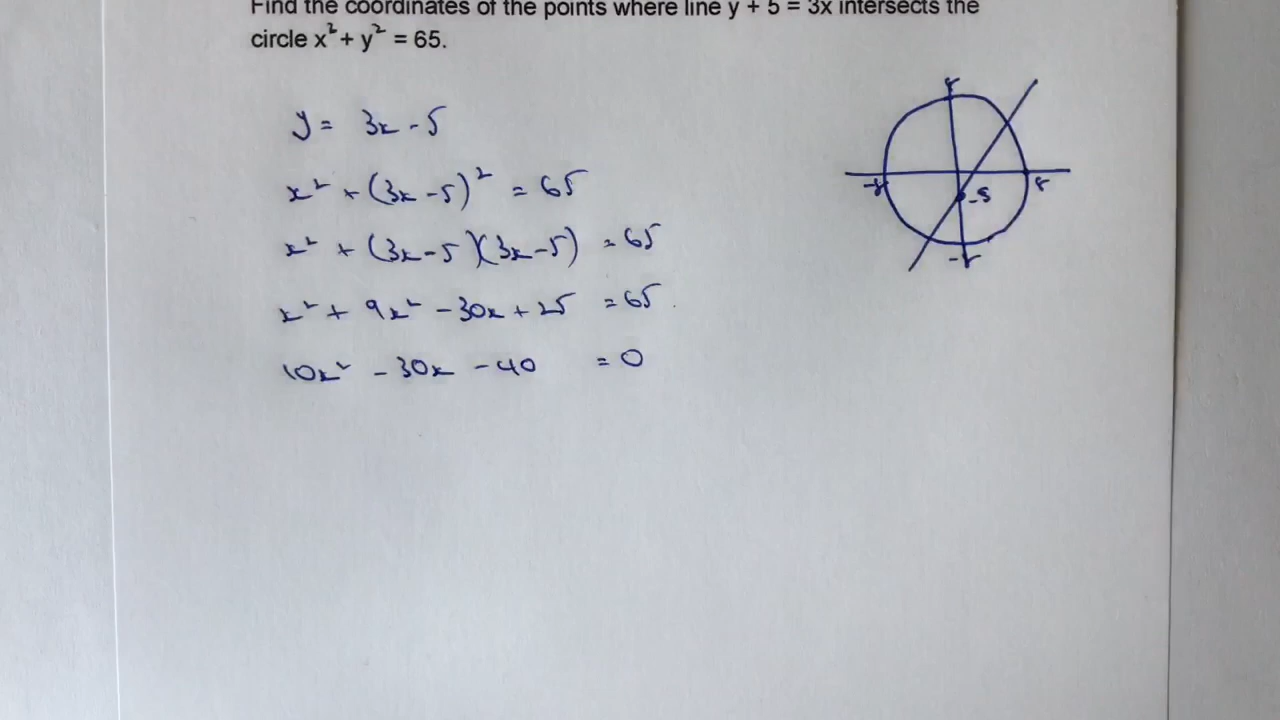 Find the coordinates of the points where line y + 5 = 3x intersects the
circle x² + y² = 65.
y = 3x - 5
x² + (3x - 5)² = 65
x² + (3x - 5)(3x - 5) = 65
x² + 9x² - 30x + 25 = 65
10x² - 30x - 40 = 0
-5